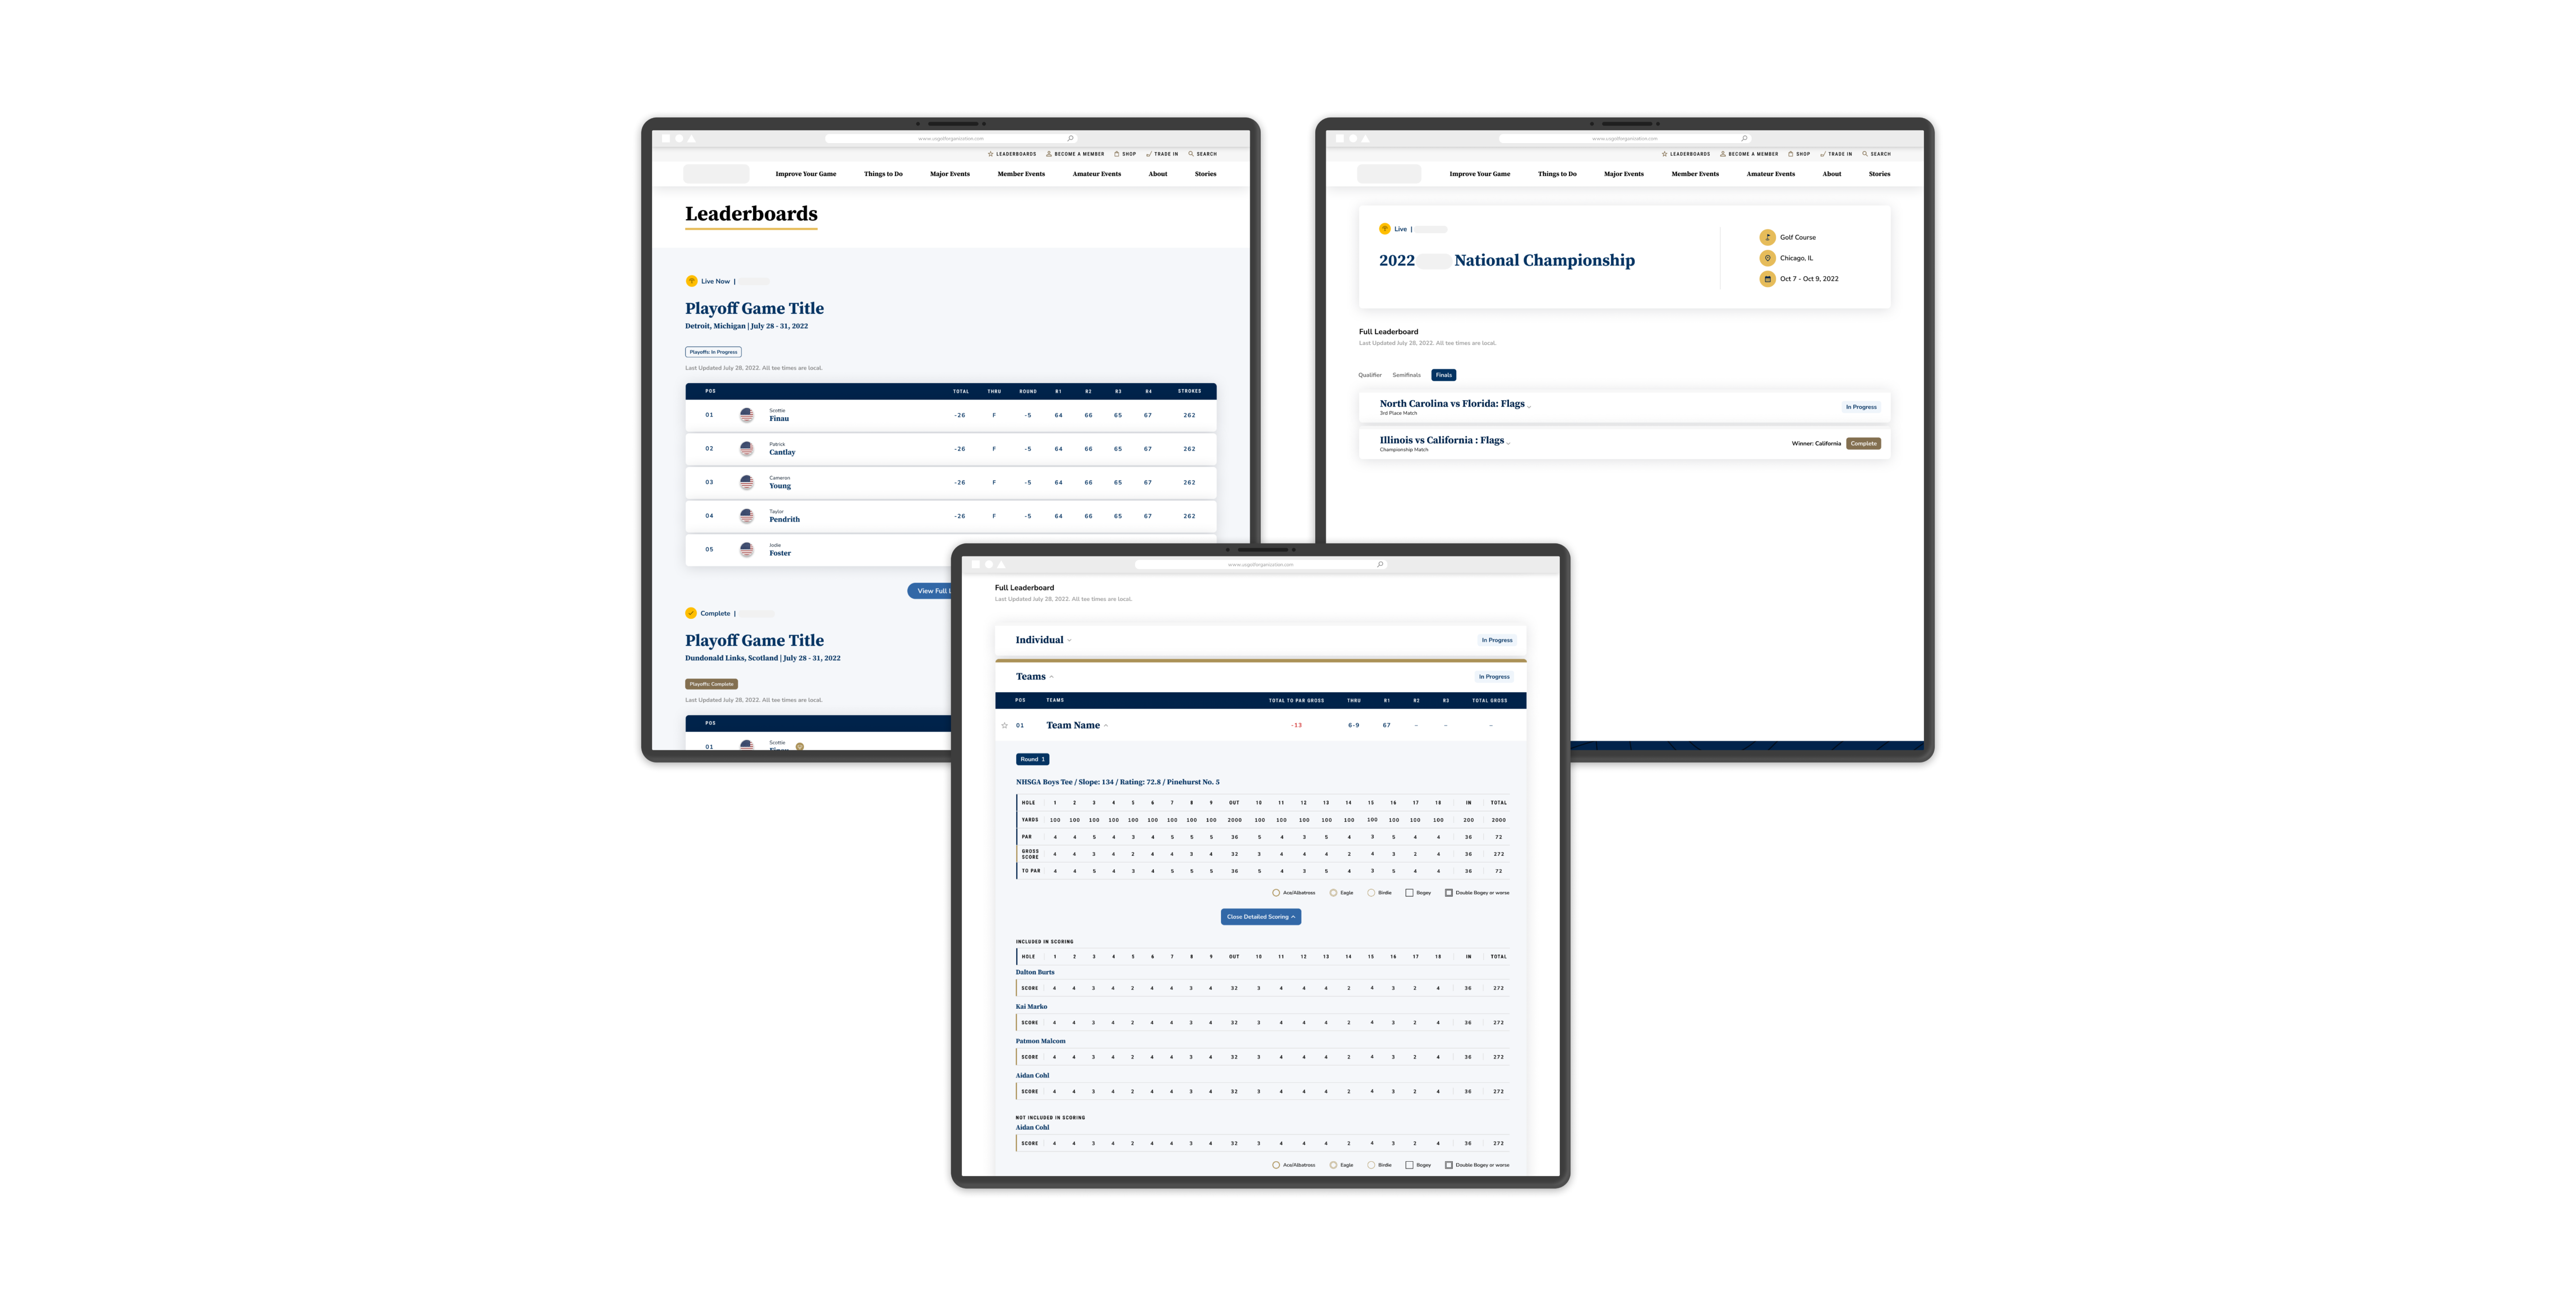 www.usgolforganization.com
LEADERBOARDS BECOME A MEMBER SHOP TRADE IN SEARCH
Improve Your Game Things to Do Major Events Member Events Amateur Events About Stories
Leaderboards
Live Now |
Playoff Game Title
Detroit, Michigan | July 28 - 31, 2022
Playoffs: In Progress
Last Updated July 28, 2022. All tee times are local.
POS TOTAL THRU ROUND R1 R2 R3 R4 STROKES
Scottie
01 Finau -26 F -5 64 66 65 67 262
Patrick
02 Cantlay -26 F -5 64 66 65 67 262
Cameron
03 Young -26 F -5 64 66 65 67 262
Taylor
04 Pendrith -26 F -5 64 66 65 67 262
Jodie
05 Foster
View Full L
Complete |
Playoff Game Title
Dundonald Links, Scotland | July 28 - 31, 2022
Playoffs: Complete
Last Updated July 28, 2022. All tee times are local.
POS
Scottie
01 Finau
www.usgolforganization.com
LEADERBOARDS BECOME A MEMBER SHOP TRADE IN SEARCH
Improve Your Game Things to Do Major Events Member Events Amateur Events About Stories
Live |
2022 National Championship
Golf Course
Chicago, IL
Oct 7 - Oct 9, 2022
Full Leaderboard
Last Updated July 28, 2022. All tee times are local.
Qualifier Semifinals Finals
North Carolina vs Florida: Flags In Progress
3rd Place Match
Illinois vs California : Flags Winner: California Complete
Championship Match
www.usgolforganization.com
Full Leaderboard
Last Updated July 28, 2022. All tee times are local.
Individual In Progress
Teams In Progress
POS TEAMS TOTAL TO PAR GROSS THRU R1 R2 R3 TOTAL GROSS
01 Team Name -13 6-9 67 - - -
Round 1
NHSGA Boys Tee / Slope: 134 / Rating: 72.8 / Pinehurst No. 5
HOLE 1 2 3 4 5 6 7 8 9 OUT 10 11 12 13 14 15 16 17 18 IN TOTAL
YARDS 100 100 100 100 100 100 100 100 100 2000 100 100 100 100 100 100 100 100 100 200 2000
PAR 4 4 5 4 3 4 5 5 5 36 5 4 3 5 4 3 5 4 4 36 72
GROSS SCORE 4 4 3 4 2 4 4 3 4 32 3 4 4 4 2 4 3 2 4 36 272
TO PAR 4 4 5 4 3 4 5 5 5 36 5 4 3 5 4 3 5 4 4 36 72
Ace/Albatross Eagle Birdie Bogey Double Bogey or worse
Close Detailed Scoring
INCLUDED IN SCORING
HOLE 1 2 3 4 5 6 7 8 9 OUT 10 11 12 13 14 15 16 17 18 IN TOTAL
Dalton Burts
SCORE 4 4 3 4 2 4 4 3 4 32 3 4 4 4 2 4 3 2 4 36 272
Kai Marko
SCORE 4 4 3 4 2 4 4 3 4 32 3 4 4 4 2 4 3 2 4 36 272
Patmon Malcom
SCORE 4 4 3 4 2 4 4 3 4 32 3 4 4 4 2 4 3 2 4 36 272
Aidan Cohl
SCORE 4 4 3 4 2 4 4 3 4 32 3 4 4 4 2 4 3 2 4 36 272
NOT INCLUDED IN SCORING
Aidan Cohl
SCORE 4 4 3 4 2 4 4 3 4 32 3 4 4 4 2 4 3 2 4 36 272
Ace/Albatross Eagle Birdie Bogey Double Bogey or worse